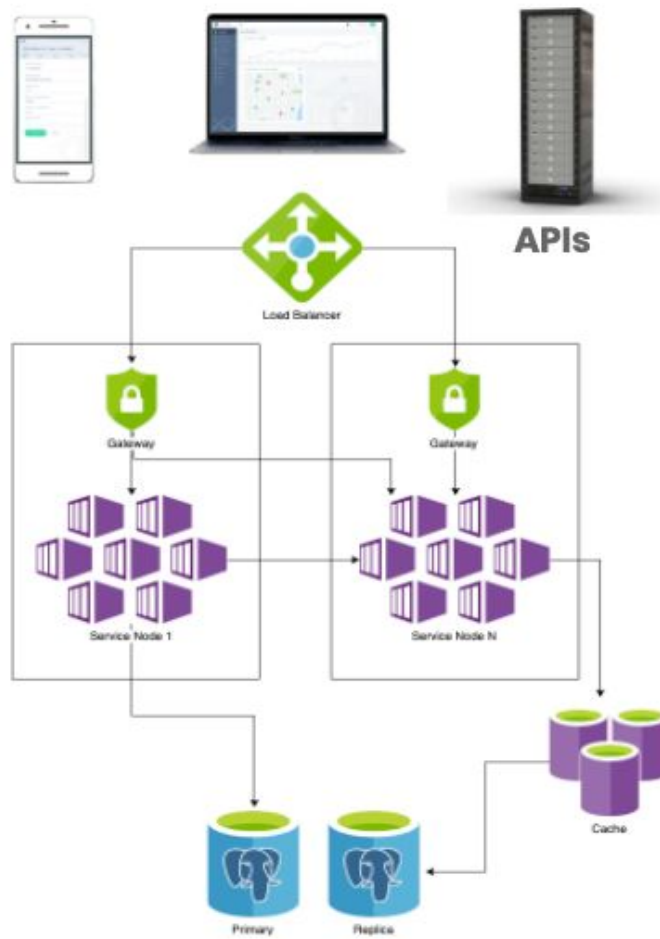 APIs
Load Balancer
Gateway
Gateway
Service Node 1
Service Node N
Cache
Primary
Replica